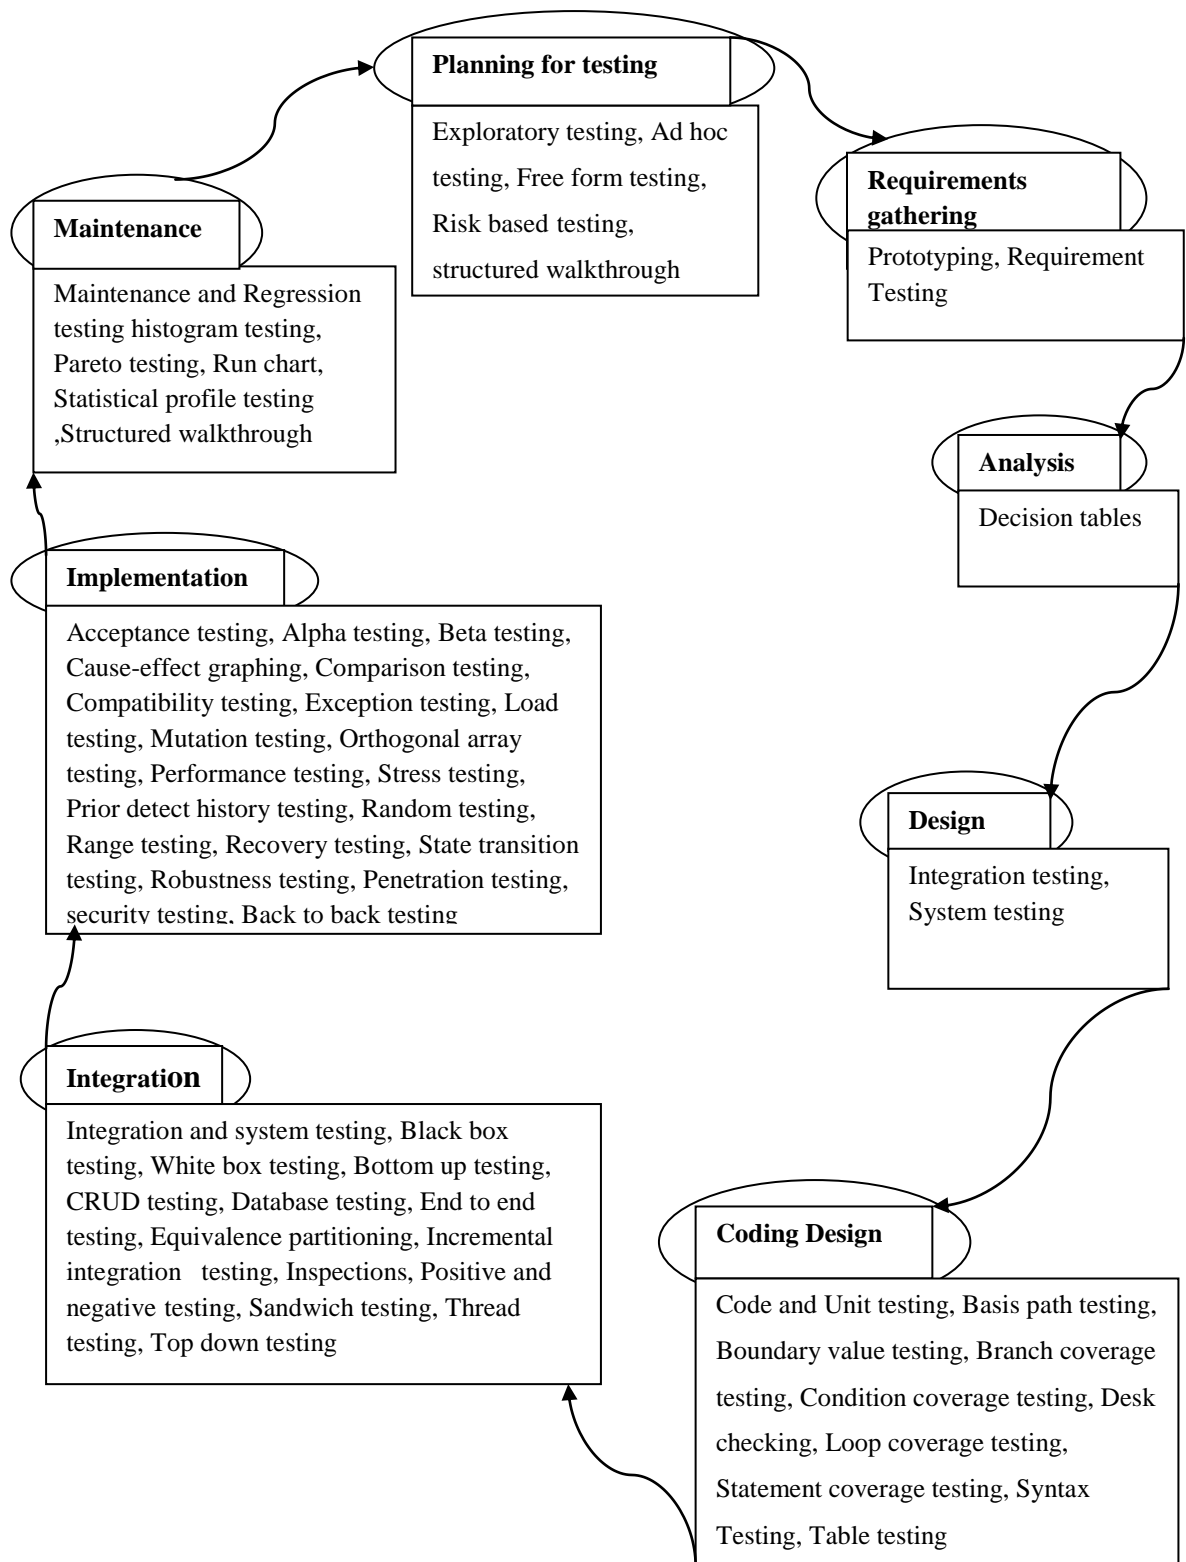 Planning for testing
Exploratory testing, Ad hoc
testing, Free form testing,
Risk based testing,
structured walkthrough
Requirements
gathering
Prototyping, Requirement
Testing
Analysis
Decision tables
Design
Integration testing,
System testing
Coding Design
Code and Unit testing, Basis path testing,
Boundary value testing, Branch coverage
testing, Condition coverage testing, Desk
checking, Loop coverage testing,
Statement coverage testing, Syntax
Testing, Table testing
Integration
Integration and system testing, Black box
testing, White box testing, Bottom up testing,
CRUD testing, Database testing, End to end
testing, Equivalence partitioning, Incremental
integration testing, Inspections, Positive and
negative testing, Sandwich testing, Thread
testing, Top down testing
Implementation
Acceptance testing, Alpha testing, Beta testing,
Cause-effect graphing, Comparison testing,
Compatibility testing, Exception testing, Load
testing, Mutation testing, Orthogonal array
testing, Performance testing, Stress testing,
Prior detect history testing, Random testing,
Range testing, Recovery testing, State transition
testing, Robustness testing, Penetration testing,
security testing, Back to back testing
Maintenance
Maintenance and Regression
testing histogram testing,
Pareto testing, Run chart,
Statistical profile testing
,Structured walkthrough